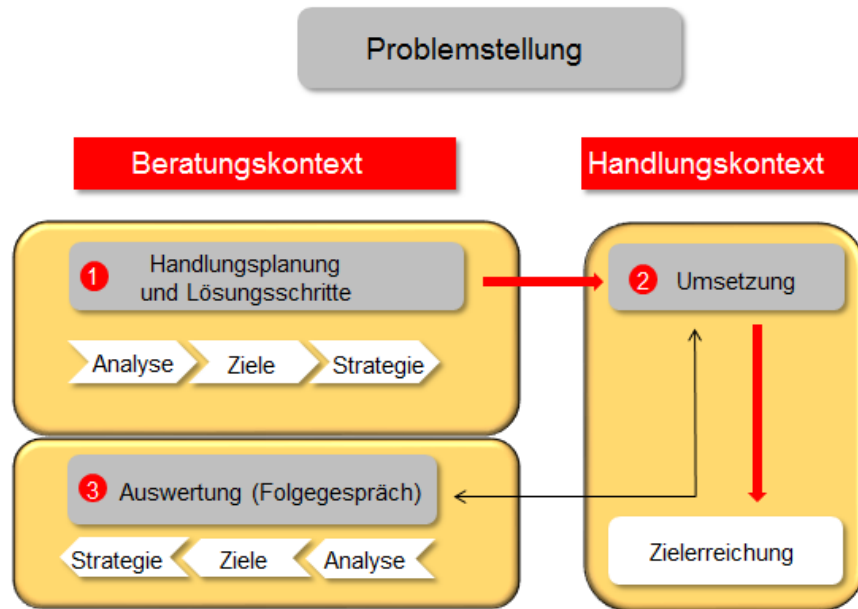 Problemstellung
Beratungskontext
Handlungskontext
1
Handlungsplanung
und Lösungsschritte
2 Umsetzung
Analyse Ziele Strategie
3 Auswertung (Folgegespräch)
Strategie Ziele Analyse
Zielerreichung